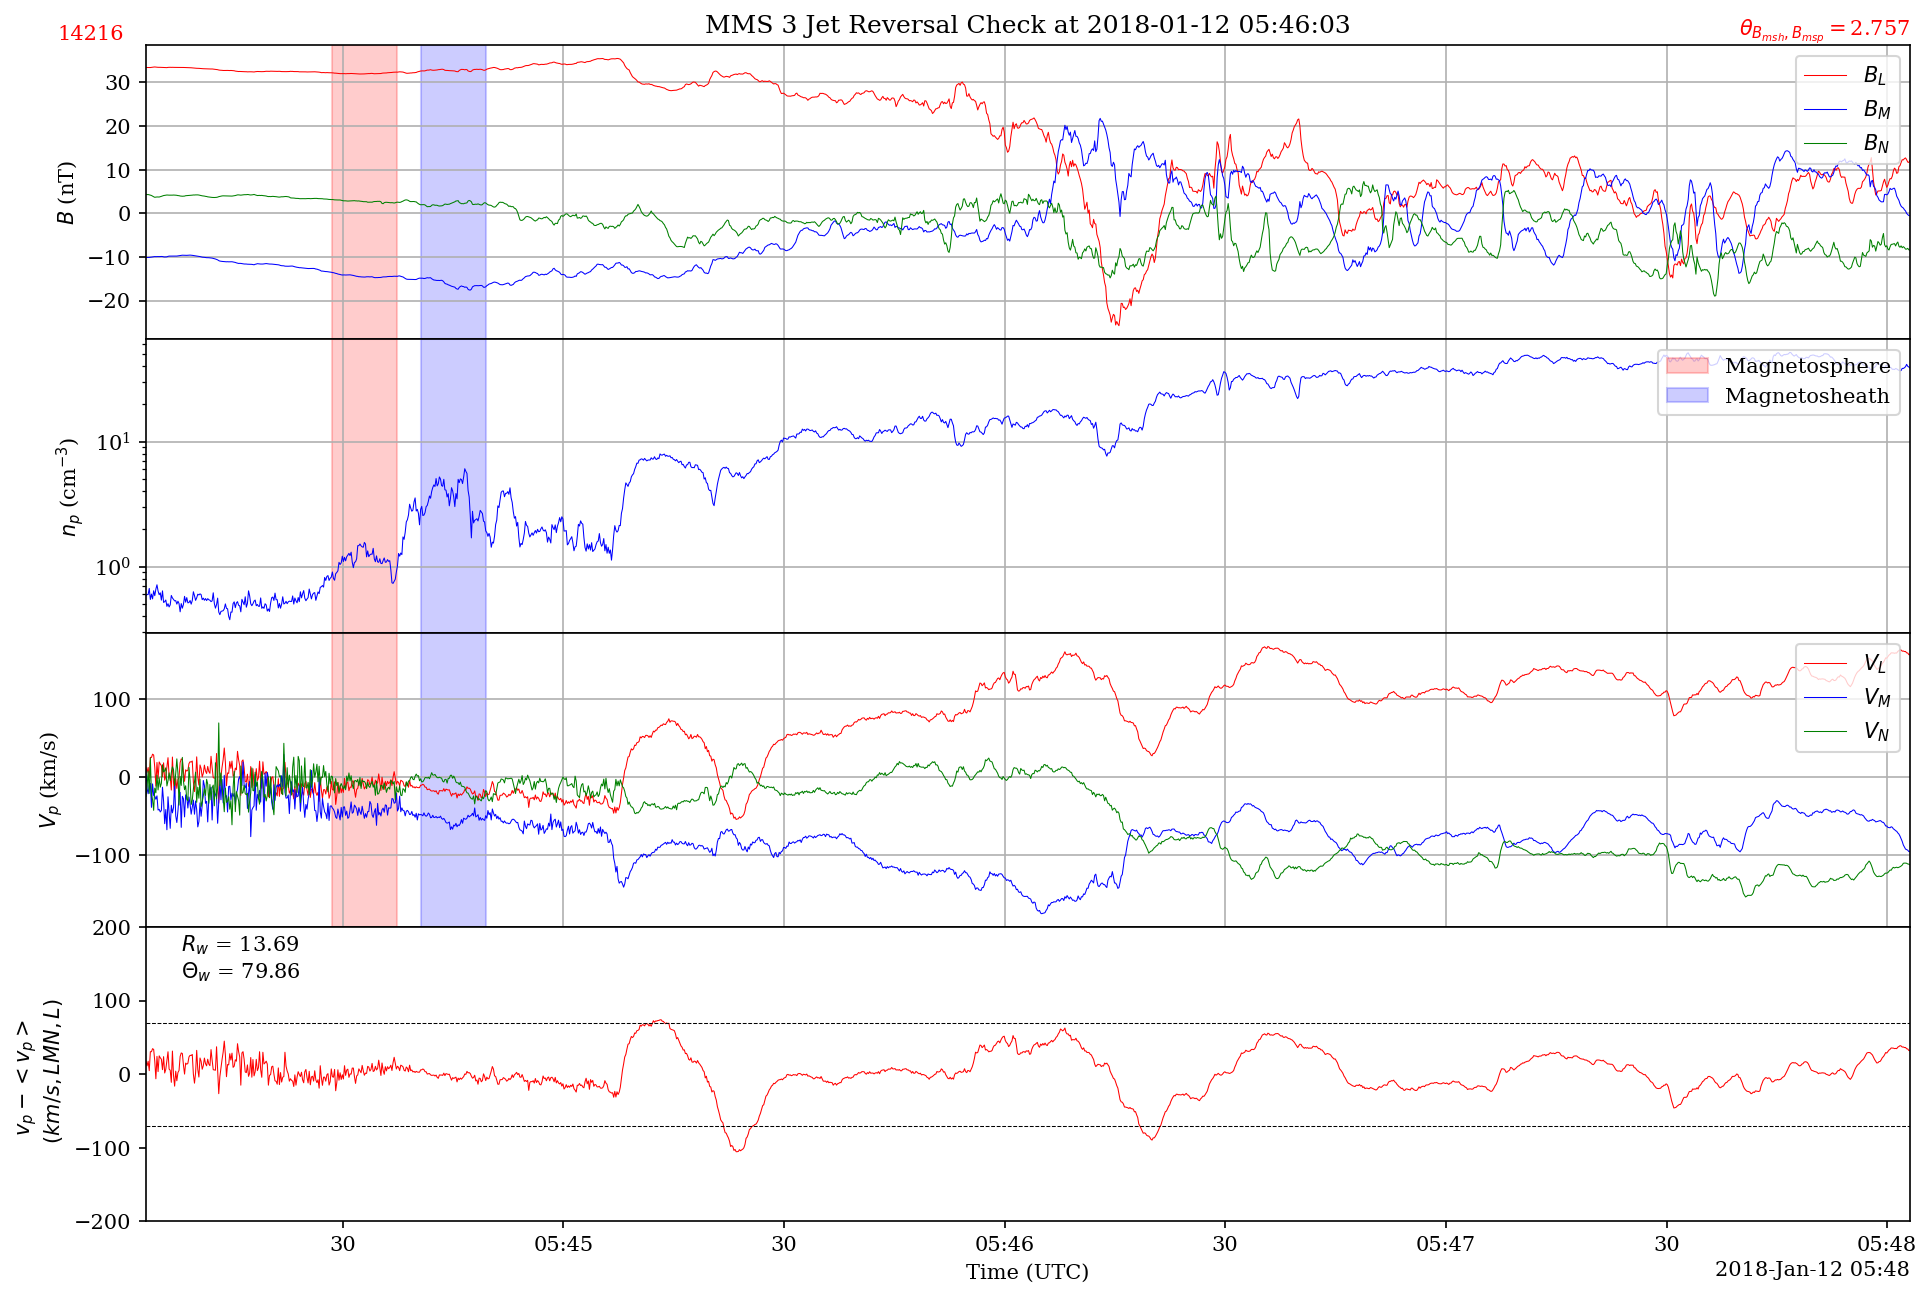 MMS 3 Jet Reversal Check at 2018-01-12 05:46:03
14216
θ_{B_{msh}, B_{msp}} = 2.757
B (nT)
30
20
10
0
−10
−20
B_L
B_M
B_N
n_p (cm⁻³)
10¹
10⁰
Magnetosphere
Magnetosheath
V_p (km/s)
100
0
−100
V_L
V_M
V_N
v_p − <v_p>
(km/s, LMN, L)
200
100
0
−100
−200
R_w = 13.69
Θ_w = 79.86
30
05:45
30
05:46
30
05:47
30
05:48
Time (UTC)
2018-Jan-12 05:48